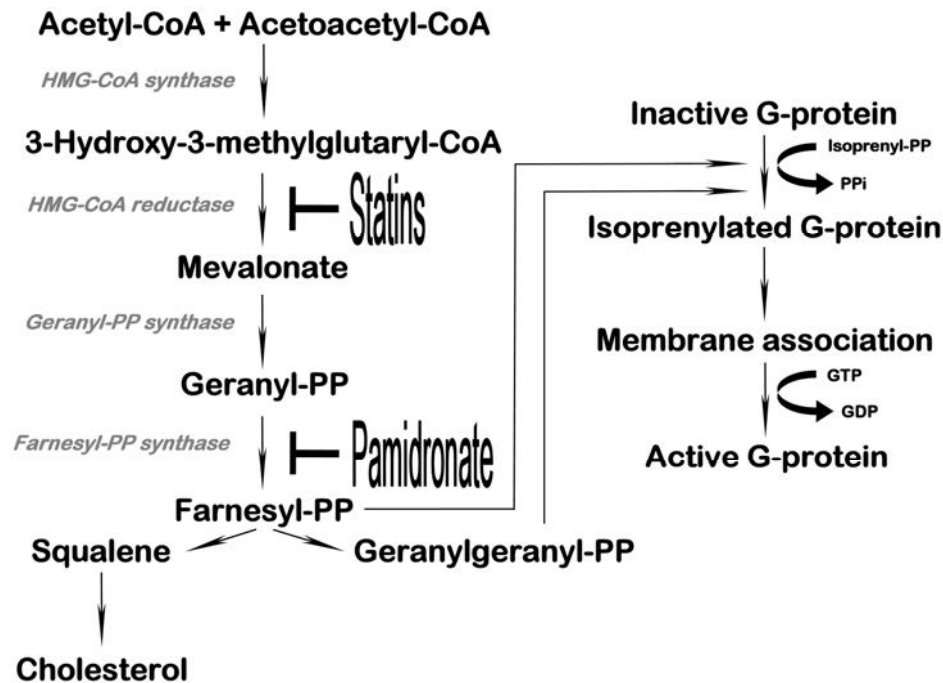 Acetyl-CoA + Acetoacetyl-CoA
HMG-CoA synthase
3-Hydroxy-3-methylglutaryl-CoA
HMG-CoA reductase
Statins
Mevalonate
Geranyl-PP synthase
Geranyl-PP
Farnesyl-PP synthase
Pamidronate
Farnesyl-PP
Squalene
Geranylgeranyl-PP
Cholesterol
Inactive G-protein
Isoprenyl-PP
PPi
Isoprenylated G-protein
Membrane association
GTP
GDP
Active G-protein